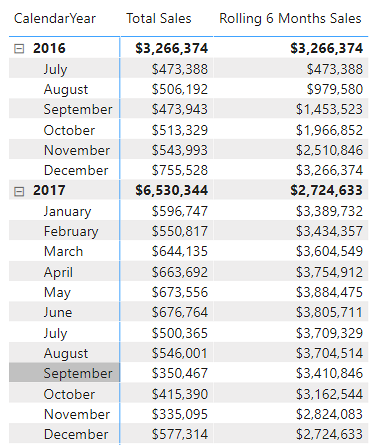 CalendarYear Total Sales Rolling 6 Months Sales
2016 $3,266,374 $3,266,374
July $473,388 $473,388
August $506,192 $979,580
September $473,943 $1,453,523
October $513,329 $1,966,852
November $543,993 $2,510,846
December $755,528 $3,266,374
2017 $6,530,344 $2,724,633
January $596,747 $3,389,732
February $550,817 $3,434,357
March $644,135 $3,604,549
April $663,692 $3,754,912
May $673,556 $3,884,475
June $676,764 $3,805,711
July $500,365 $3,709,329
August $546,001 $3,704,514
September $350,467 $3,410,846
October $415,390 $3,162,544
November $335,095 $2,824,083
December $577,314 $2,724,633